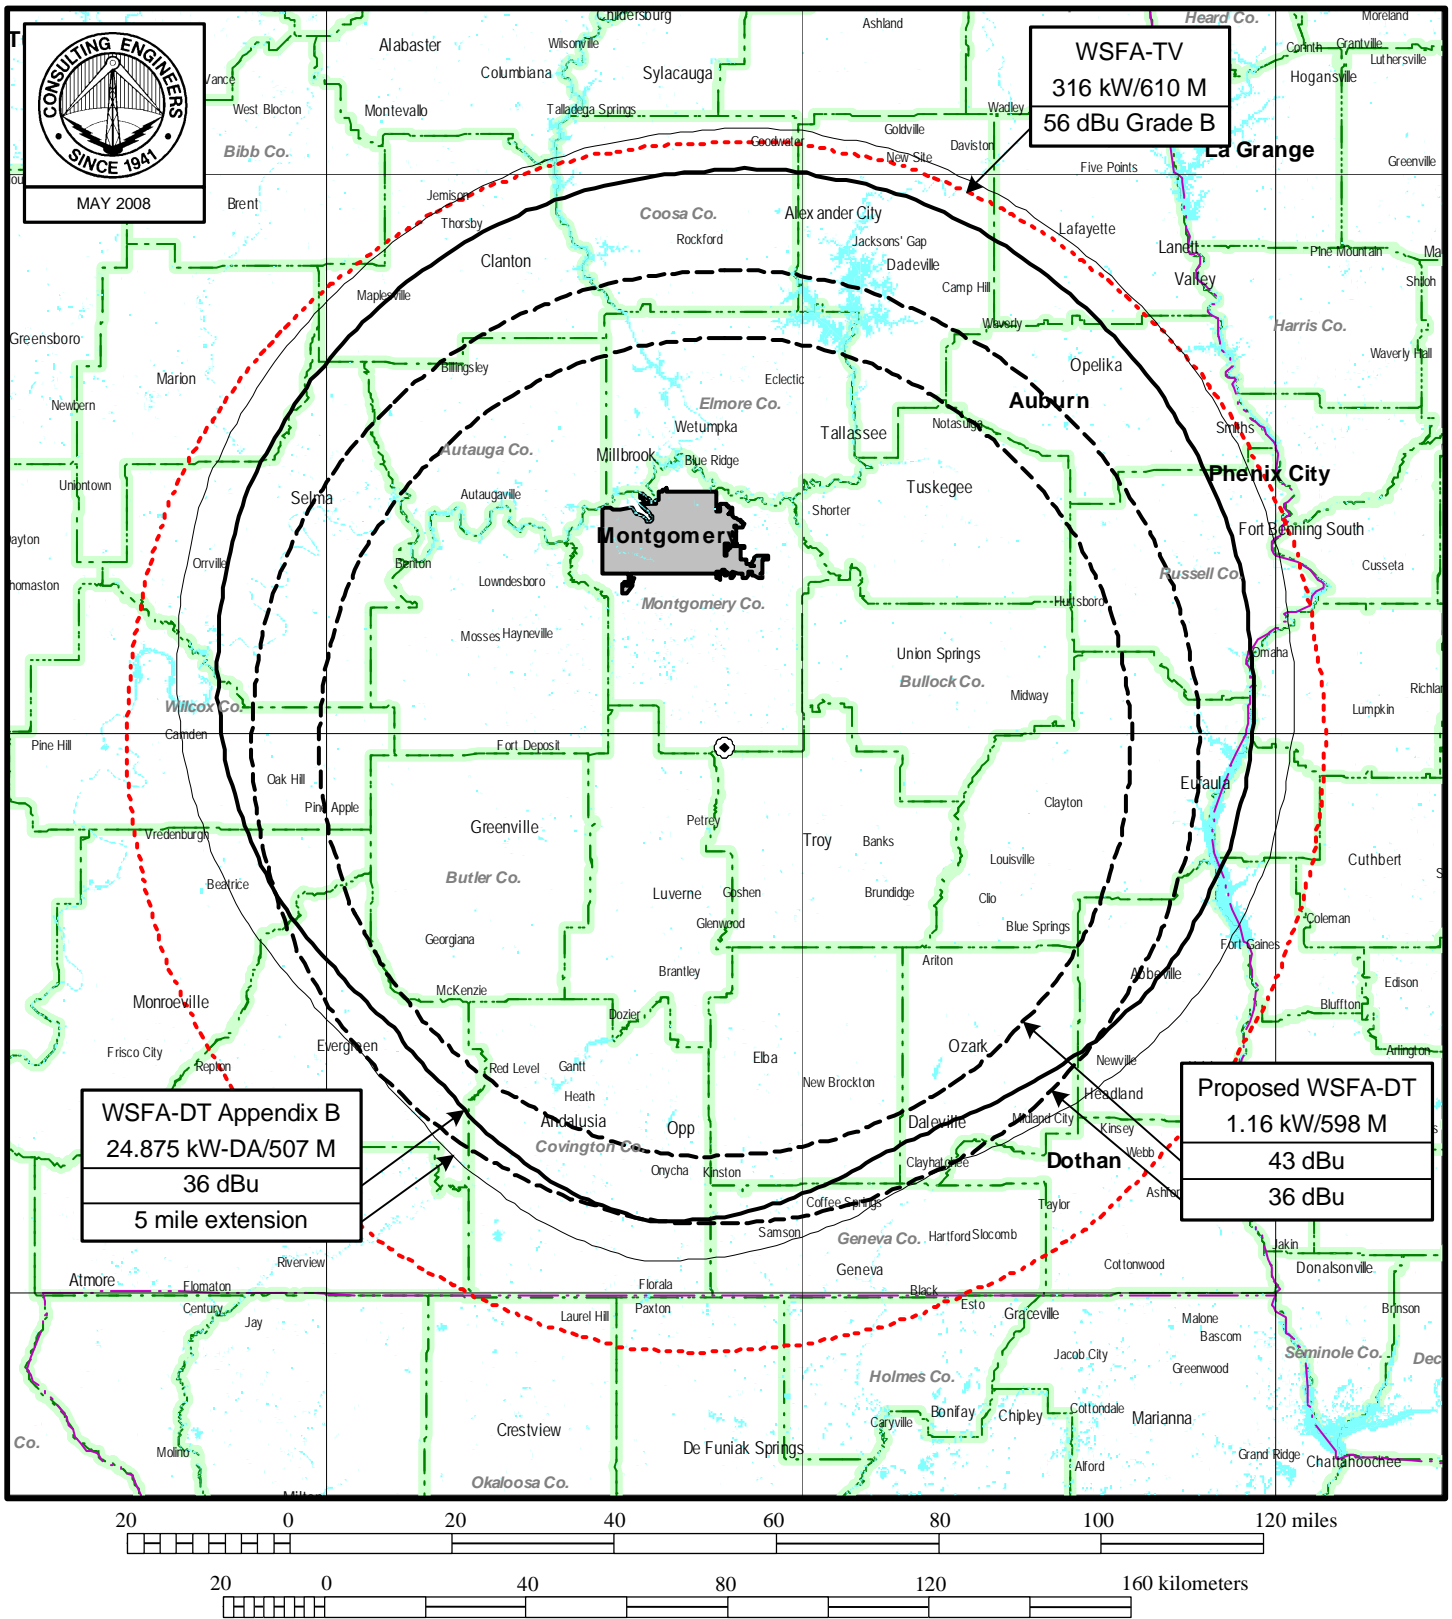 Childersburg
Ashland
Heard Co.
Moreland
Alabaster
Wilsonville
WSFA-TV
316 kW/610 M
56 dBu Grade B
Corinth
Grantville
Luthersville
CONSULTING ENGINEERS
SINCE 1941
MAY 2008
Vance
Columbiana
Sylacauga
Hogansville
West Blocton
Montevallo
Talladega Springs
Wadley
Goldville
Goodwater
Daviston
La Grange
Bibb Co.
New Site
Five Points
Greenville
Brent
Jemison
Thorsby
Coosa Co.
Alexander City
Rockford
Jacksons' Gap
Lafayette
Lanett
Pine Mountain
Clanton
Dadeville
Valley
Shiloh
Maplesville
Camp Hill
Waverly
Harris Co.
Greensboro
Waverly Hall
Marion
Billingsley
Eclectic
Opelika
Newbern
Elmore Co.
Auburn
Wetumpka
Tallassee
Notasulga
Smiths
Autauga Co.
Millbrook
Blue Ridge
Phenix City
Uniontown
Selma
Autaugaville
Tuskegee
Shorter
Montgomery
Fort Benning South
Orrville
Benton
Lowndesboro
Russell Co.
Cusseta
Montgomery Co.
Hurtsboro
Mosses
Hayneville
Union Springs
Omaha
Bullock Co.
Midway
Wilcox Co.
Lumpkin
Camden
Pine Hill
Fort Deposit
Oak Hill
Eufaula
Pine Apple
Clayton
Vredenburgh
Greenville
Petrey
Troy
Banks
Louisville
Cuthbert
Beatrice
Butler Co.
Luverne
Goshen
Brundidge
Clio
Glenwood
Blue Springs
Coleman
Georgiana
Fort Gaines
Brantley
Ariton
Abbeville
Monroeville
McKenzie
Dozier
Edison
Bluffton
Evergreen
Ozark
Frisco City
Repton
Red Level
Gantt
Elba
Newville
Arlington
New Brockton
Heath
Headland
WSFA-DT Appendix B
24.875 kW-DA/507 M
36 dBu
5 mile extension
Proposed WSFA-DT
1.16 kW/598 M
43 dBu
36 dBu
Andalusia
Opp
Daleville
Midland City
Kinsey
Covington Co.
Clayhatchee
Webb
Dothan
Onycha
Kinston
Coffee Springs
Taylor
Samson
Geneva Co.
Hartford
Slocomb
Jakin
Riverview
Geneva
Cottonwood
Donalsonville
Atmore
Flomaton
Florala
Black
Century
Paxton
Esto
Brinson
Jay
Laurel Hill
Graceville
Malone
Bascom
Jacob City
Seminole Co.
Greenwood
Holmes Co.
Bonifay
Chipley
Cottondale
Marianna
Co.
Crestview
Caryville
Molino
De Funiak Springs
Grand Ridge
Chattahoochee
Alford
Okaloosa Co.
20 0 20 40 60 80 100 120 miles
20 0 40 80 120 160 kilometers